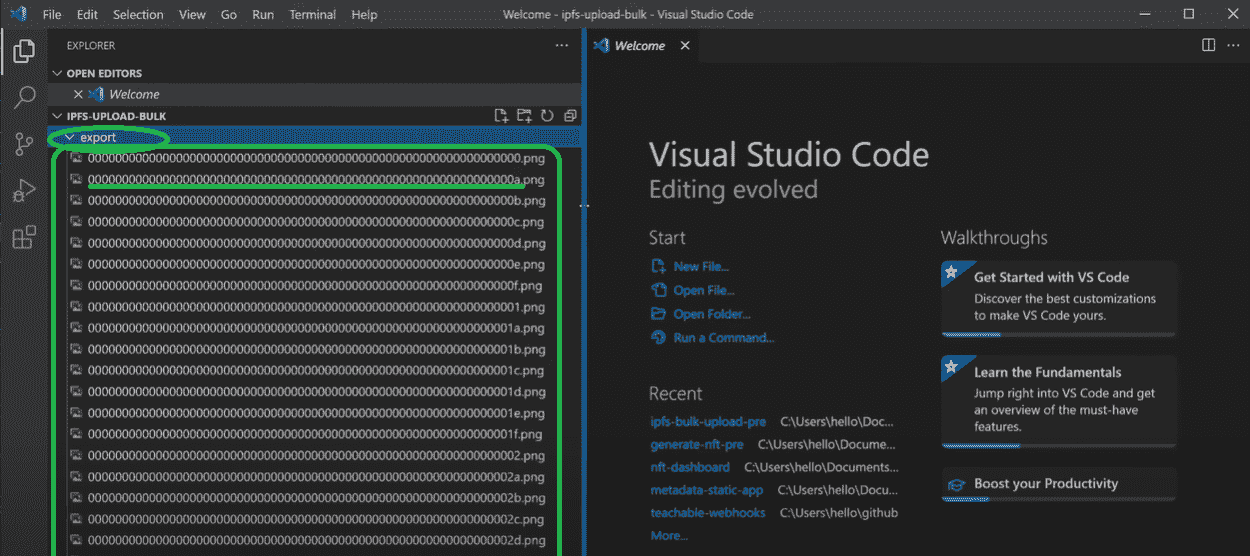 File Edit Selection View Go Run Terminal Help
Welcome - ipfs-upload-bulk - Visual Studio Code
EXPLORER
OPEN EDITORS
Welcome
IPFS-UPLOAD-BULK
export
0000000000000000000000000000000000000000000000000000000000000000.png
000000000000000000000000000000000000000000000000000000000000000a.png
000000000000000000000000000000000000000000000000000000000000000b.png
000000000000000000000000000000000000000000000000000000000000000c.png
000000000000000000000000000000000000000000000000000000000000000d.png
000000000000000000000000000000000000000000000000000000000000000e.png
000000000000000000000000000000000000000000000000000000000000000f.png
0000000000000000000000000000000000000000000000000000000000000001.png
000000000000000000000000000000000000000000000000000000000000001a.png
000000000000000000000000000000000000000000000000000000000000001b.png
000000000000000000000000000000000000000000000000000000000000001c.png
000000000000000000000000000000000000000000000000000000000000001d.png
000000000000000000000000000000000000000000000000000000000000001e.png
000000000000000000000000000000000000000000000000000000000000001f.png
0000000000000000000000000000000000000000000000000000000000000002.png
000000000000000000000000000000000000000000000000000000000000002a.png
000000000000000000000000000000000000000000000000000000000000002b.png
000000000000000000000000000000000000000000000000000000000000002c.png
000000000000000000000000000000000000000000000000000000000000002d.png
Welcome
Visual Studio Code
Editing evolved
Start
New File...
Open File...
Open Folder...
Run a Command...
Recent
ipfs-bulk-upload-pre C:\Users\hello\Doc...
generate-nft-pre C:\Users\hello\Docume...
nft-dashboard C:\Users\hello\Documents...
metadata-static-app C:\Users\hello\Docu...
teachable-webhooks C:\Users\hello\github
More...
Walkthroughs
Get Started with VS Code
Discover the best customizations
to make VS Code yours.
Learn the Fundamentals
Jump right into VS Code and get
an overview of the must-have
features.
Boost your Productivity